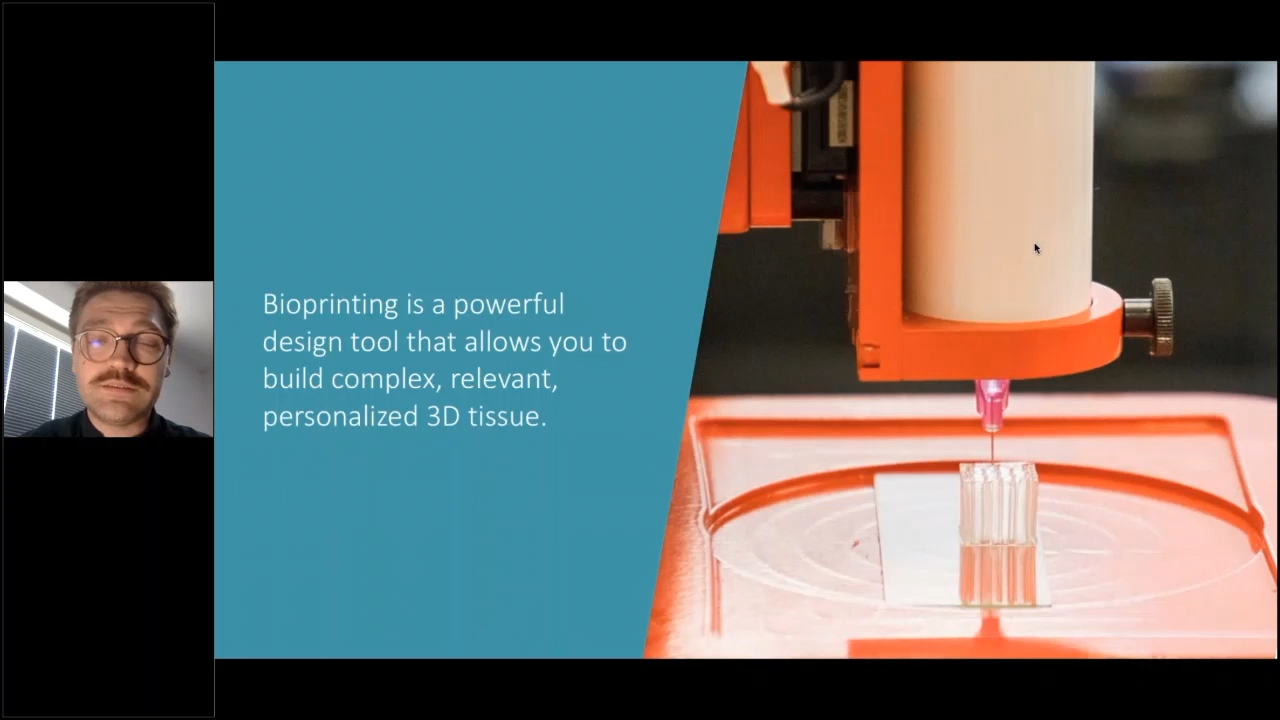 Bioprinting is a powerful
design tool that allows you to
build complex, relevant,
personalized 3D tissue.